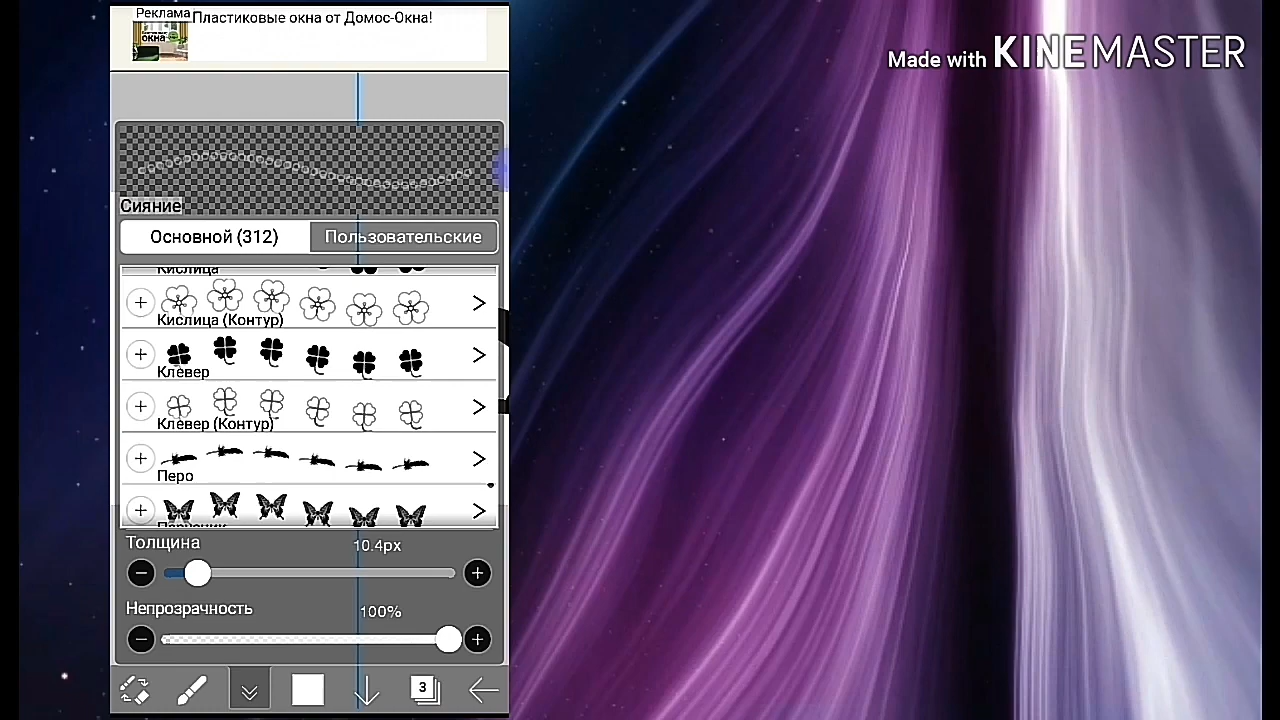 Реклама
Пластиковые окна от Домос-Окна!
окна
Made with KINEMASTER
Сияние
Основной (312)
Пользовательские
Кислица
Кислица (Контур)
Клевер
Клевер (Контур)
Перо
Толщина
10.4px
Непрозрачность
100%
3